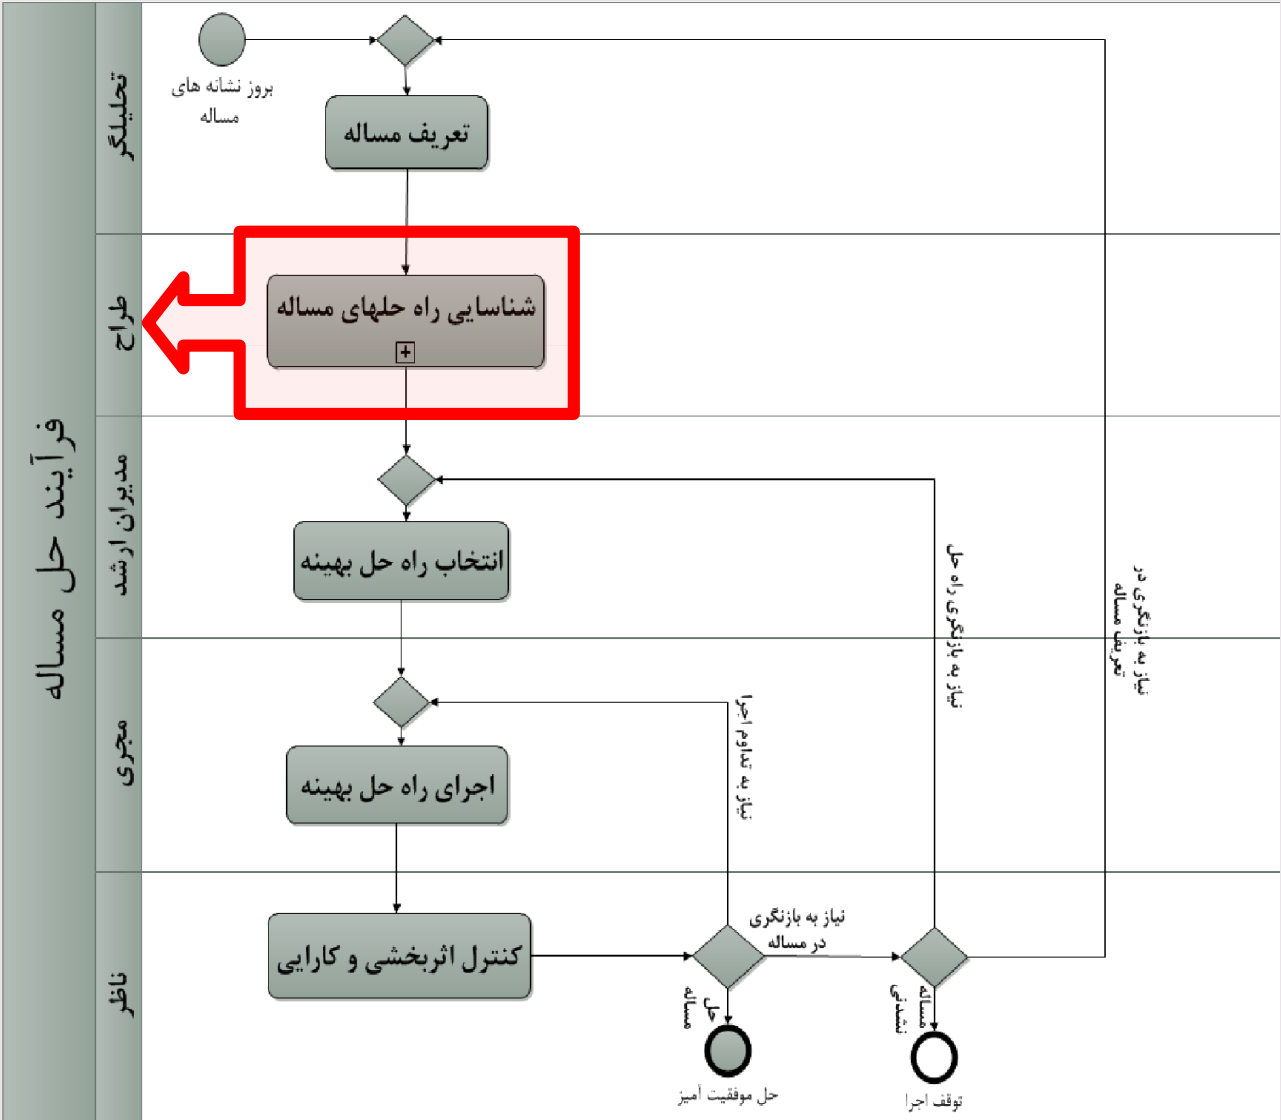 فرآیند حل مساله
تحلیلگر
بروز نشانه های
مساله
تعریف مساله
طراح
شناسایی راه حلهای مساله
مدیران ارشد
انتخاب راه حل بهینه
نیاز به بازنگری راه حل
نیاز به بازنگری در
تعریف مساله
مجری
اجرای راه حل بهینه
نیاز به تداوم اجرا
ناظر
کنترل اثربخشی و کارایی
نیاز به بازنگری
در مساله
حل
مساله
مساله
نشدنی
حل موفقیت آمیز
توقف اجرا